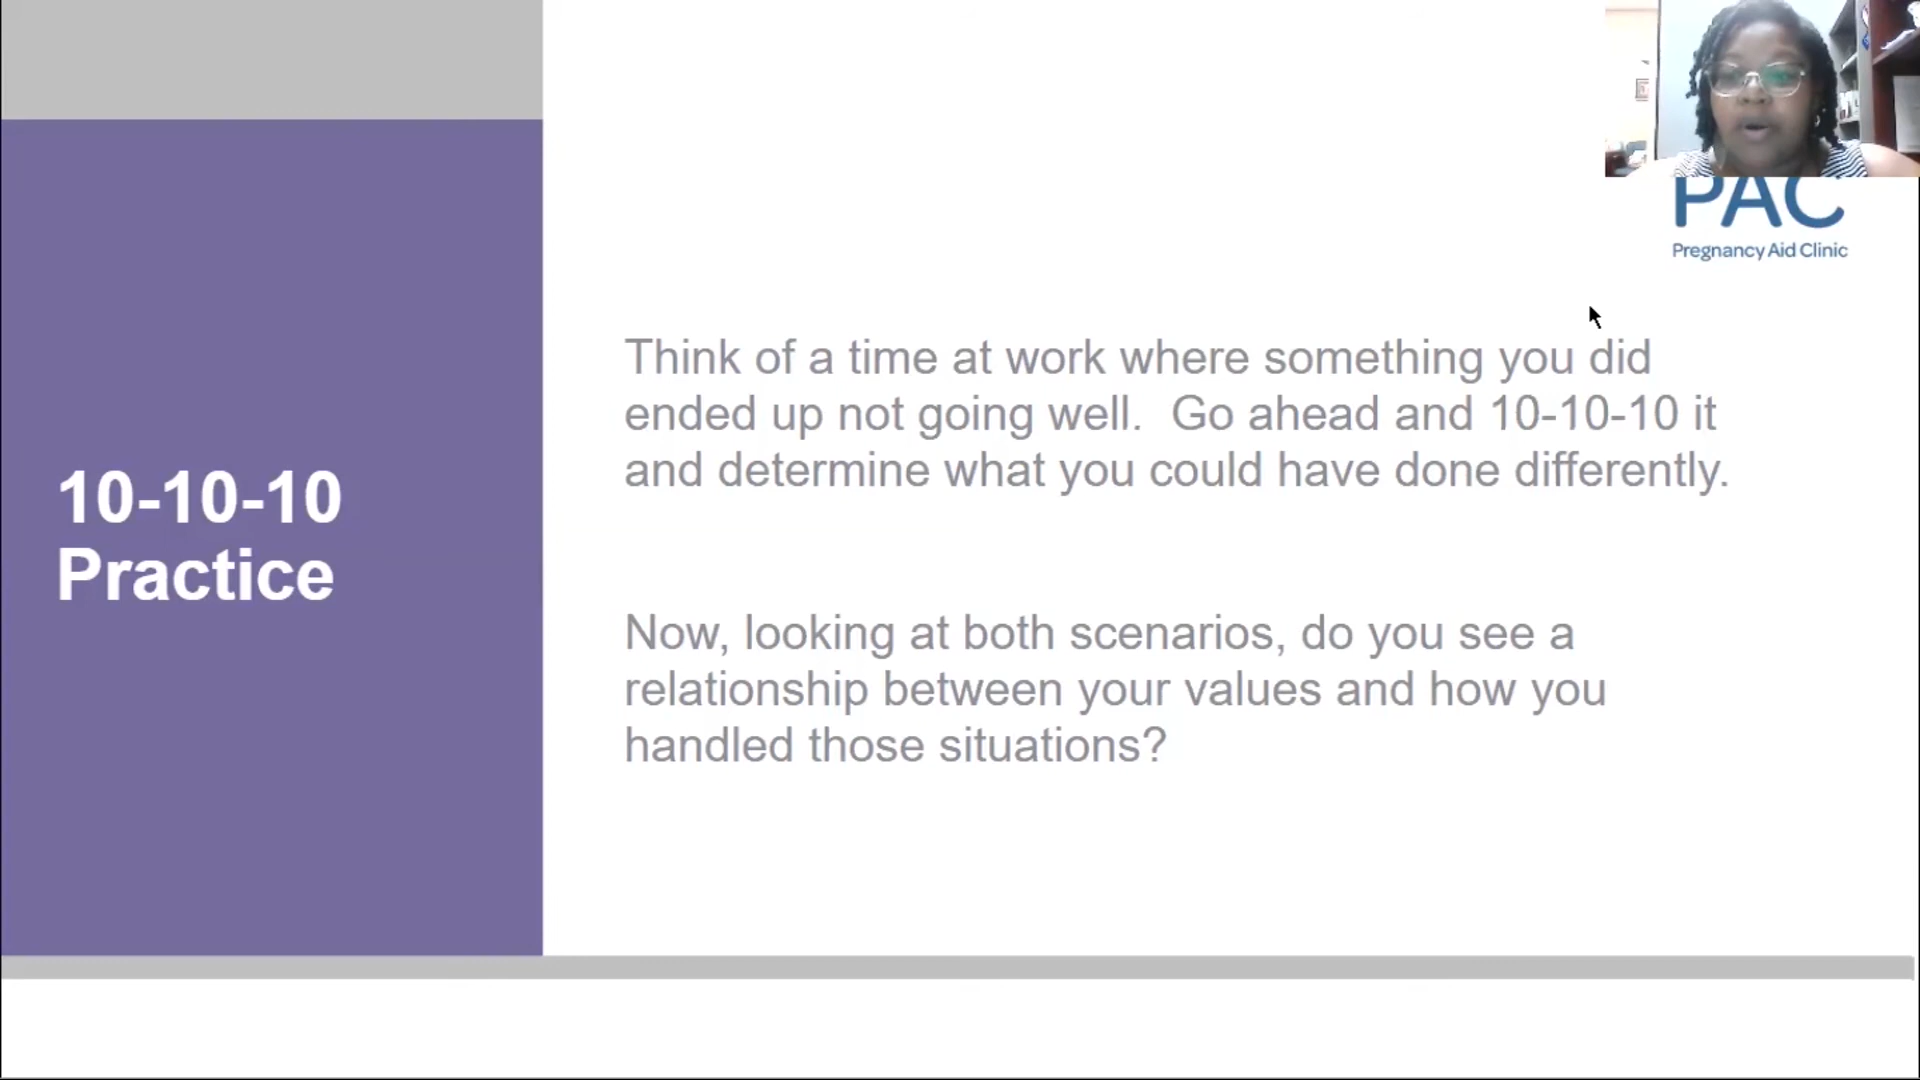 PAC
Pregnancy Aid Clinic
10-10-10
Practice
Think of a time at work where something you did
ended up not going well.  Go ahead and 10-10-10 it
and determine what you could have done differently.
Now, looking at both scenarios, do you see a
relationship between your values and how you
handled those situations?